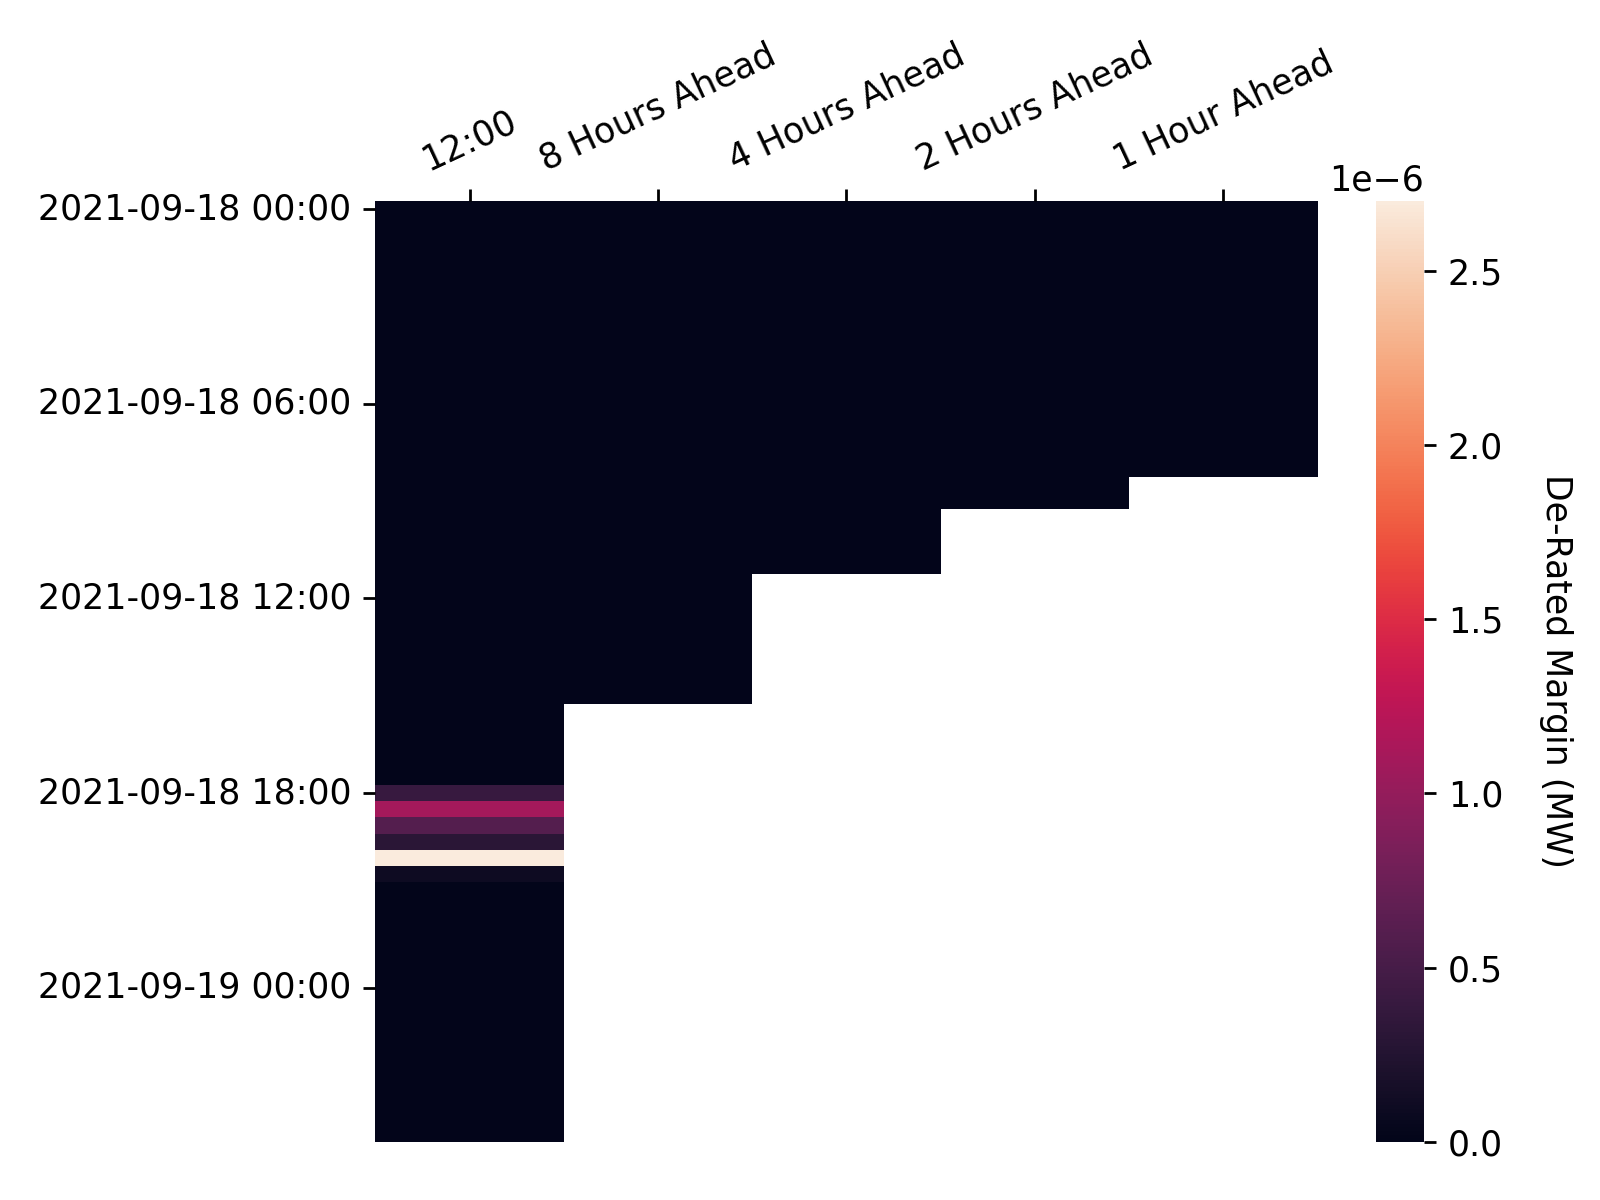 12:00
8 Hours Ahead
4 Hours Ahead
2 Hours Ahead
1 Hour Ahead
1e−6
2021-09-18 00:00
2021-09-18 06:00
2021-09-18 12:00
2021-09-18 18:00
2021-09-19 00:00
2.5
2.0
1.5
1.0
0.5
0.0
De-Rated Margin (MW)